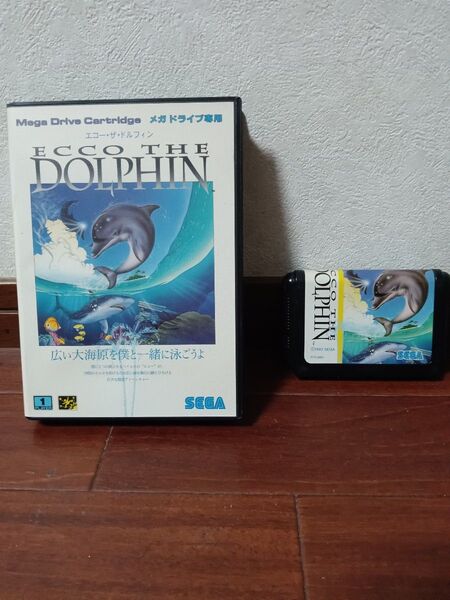 Mega Drive Cartridge メガドライブ専用
エコー・ザ・ドルフィン
ECCO THE
DOLPHIN
広い大海原を僕と一緒に泳ごうよ
1
PLAYER
SEGA
ECCO THE
DOLPHIN
SEGA